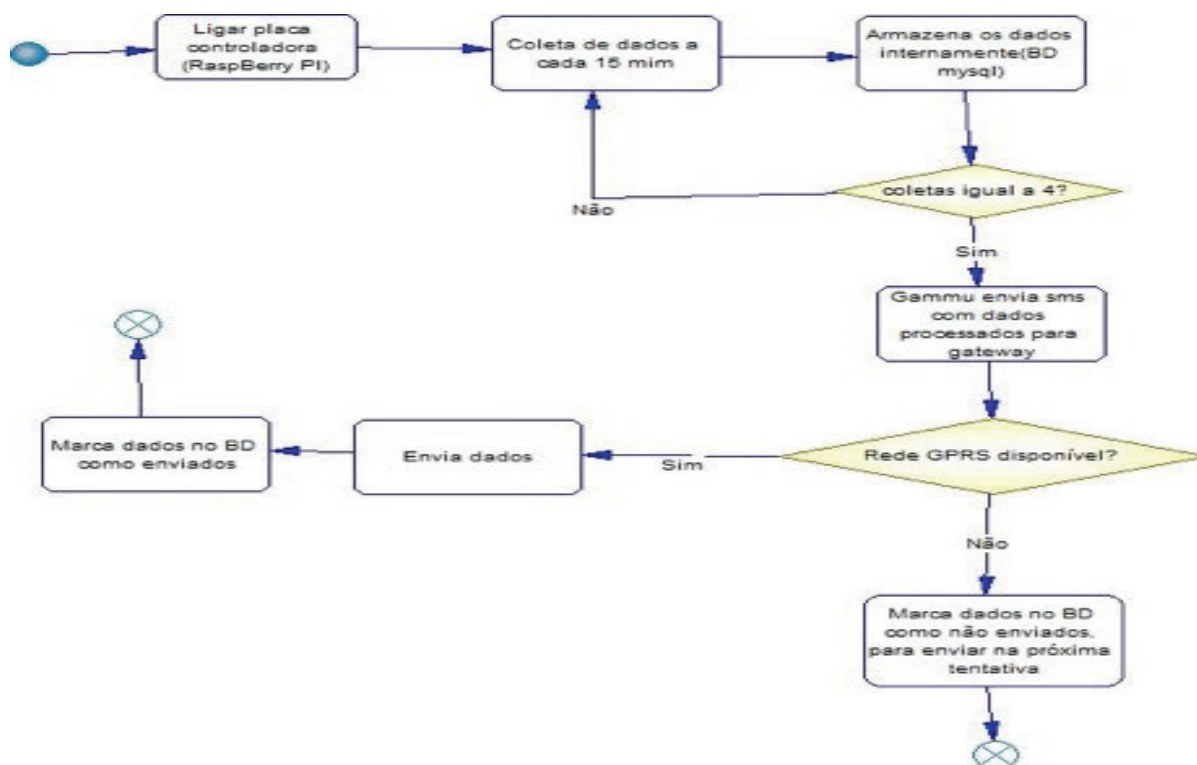 Ligar placa
controladora
(RaspBerry PI)
Coleta de dados a
cada 15 mim
Armazena os dados
internamente(BD
mysql)
coletas igual a 4?
Não
Sim
Gammu envia sms
com dados
processados para
gateway
Rede GPRS disponível?
Sim
Envia dados
Marca dados no BD
como enviados
Não
Marca dados no BD
como não enviados,
para enviar na próxima
tentativa